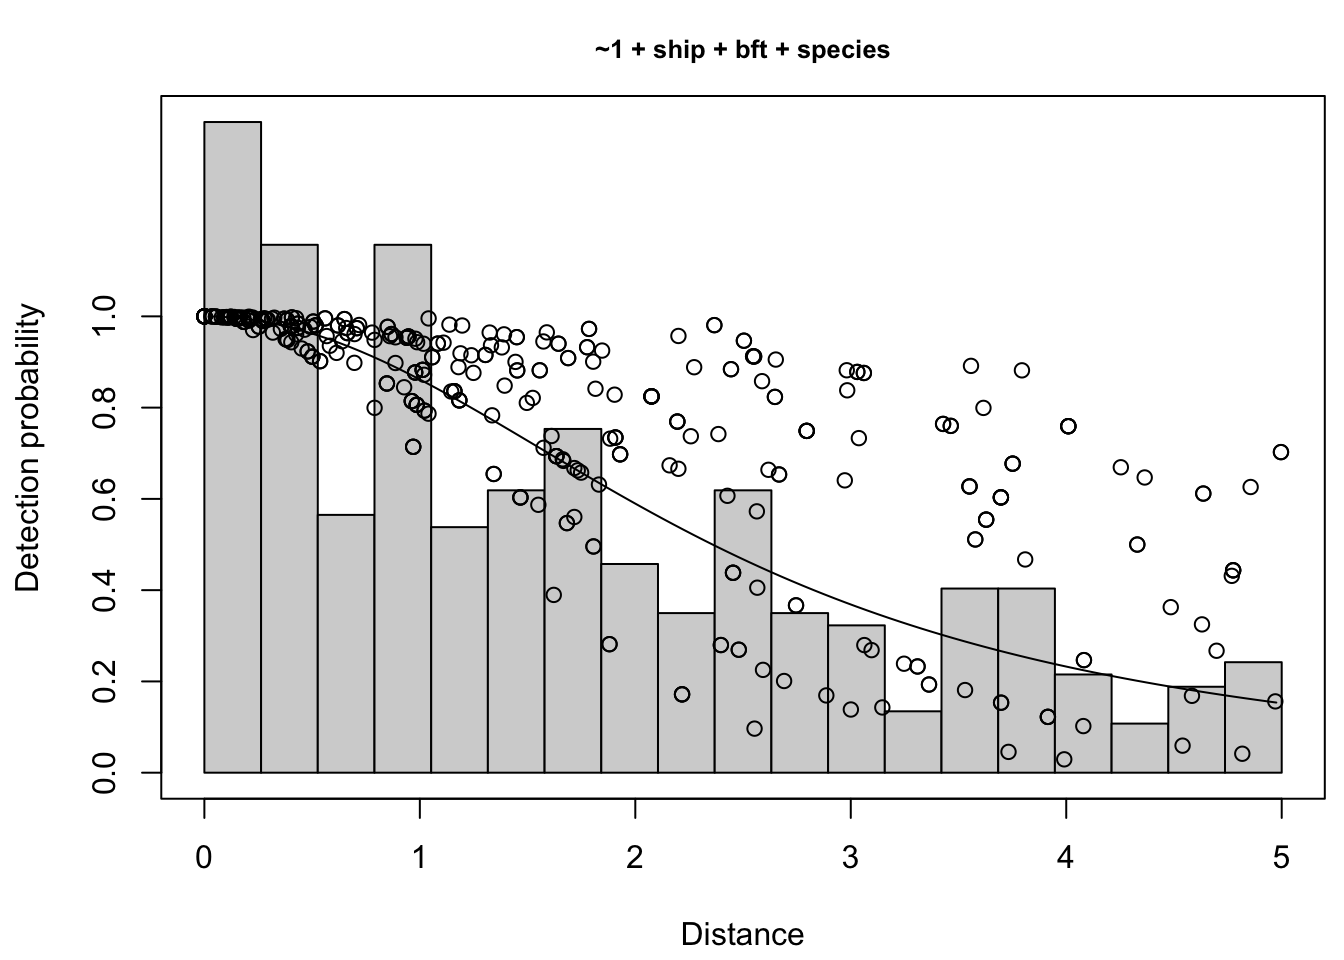 ~1 + ship + bft + species
Detection probability
1.0
0.8
0.6
0.4
0.2
0.0
0 1 2 3 4 5
Distance